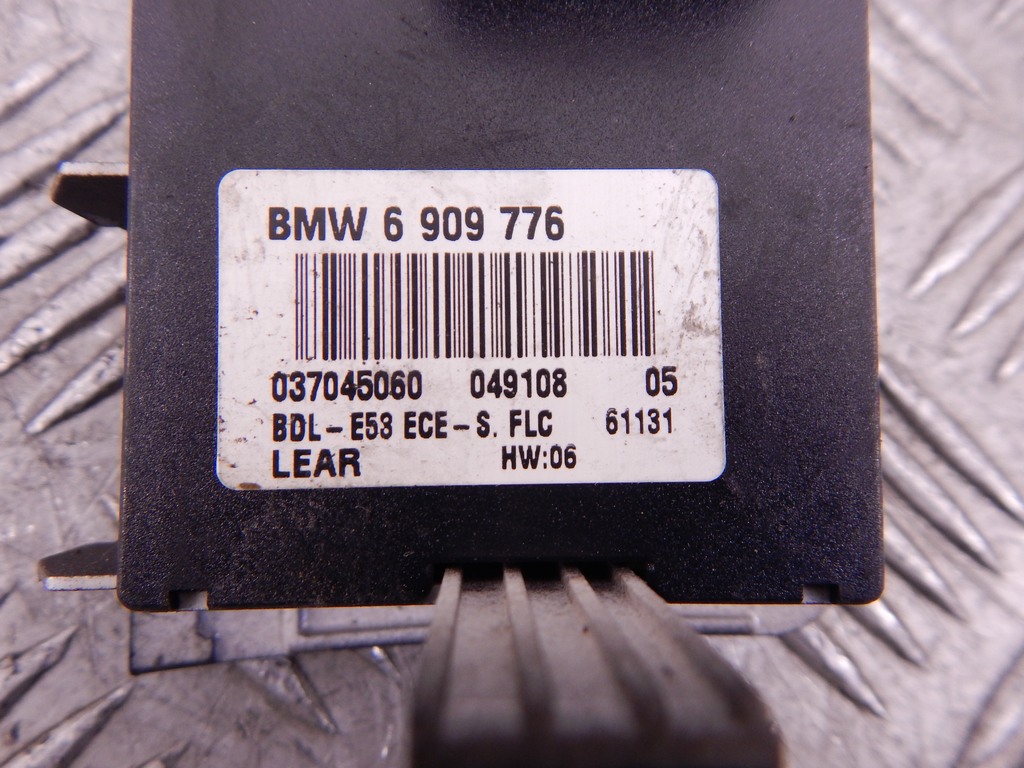 BMW 6 909 776
037045060 049108 05
BDL-E53 ECE-S. FLC 61131
LEAR HW:06